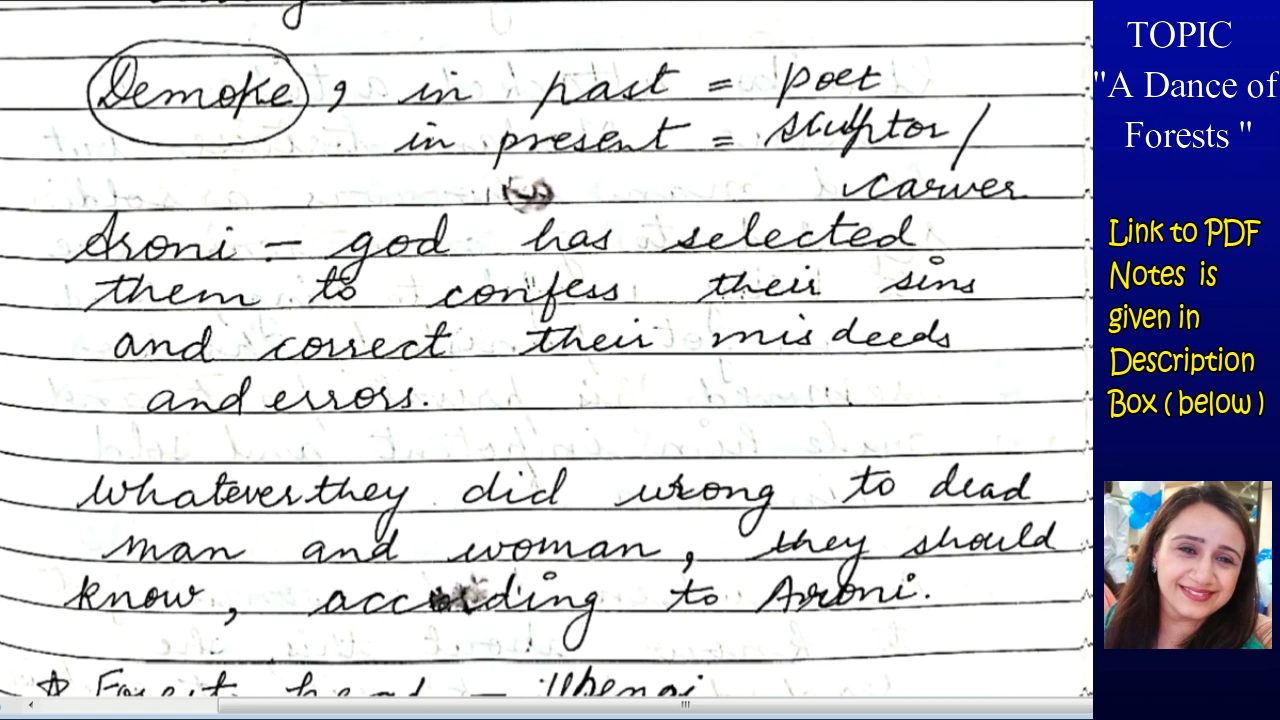 Demoke, in past = poet
in present = sculptor/
carver
Aroni - god has selected
them to confess their sins
and correct their misdeeds
and errors.
Whatever they did wrong to dead
man and woman, they should
know, according to Aroni.
* Forest head -
TOPIC
"A Dance of
Forests "
Link to PDF
Notes is
given in
Description
Box ( below )